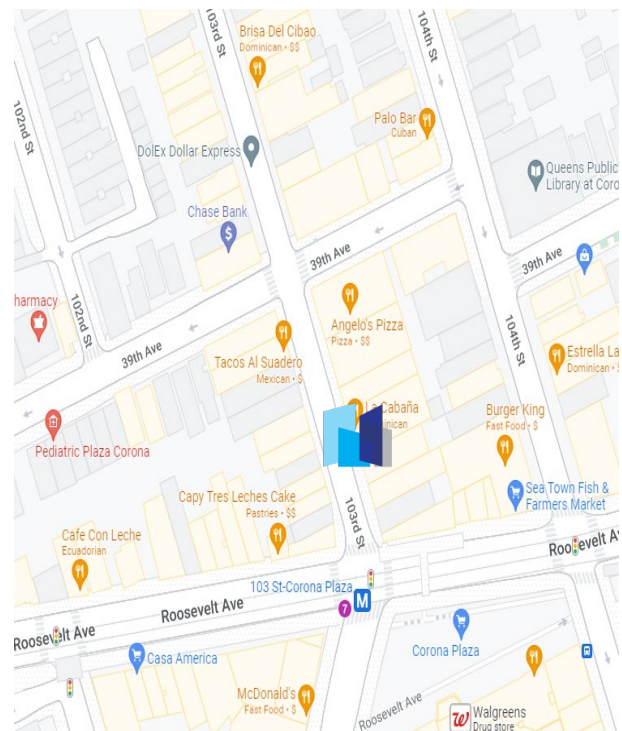 Brisa Del Cibao
Dominican • $$
103rd St
104th St
102nd St
Palo Bar
Cuban
DolEx Dollar Express
Queens Public
Library at Coro
Chase Bank
$
39th Ave
39th Ave
harmacy
102nd St
Angelo's Pizza
Pizza • $$
104th St
39th Ave
Tacos Al Suadero
Mexican • $
Estrella La
Dominican • $
La Cabaña
inican
Burger King
Fast Food • $
Pediatric Plaza Corona
Capy Tres Leches Cake
Pastries • $$
103rd St
Sea Town Fish &
Farmers Market
Cafe Con Leche
Ecuadorian
Roosevelt Av
103 St-Corona Plaza
M
7
Roosevelt Ave
Roosevelt Ave
Corona Plaza
Casa America
McDonald's
Fast Food • $
Roosevelt Ave
W
Walgreens
Drug store